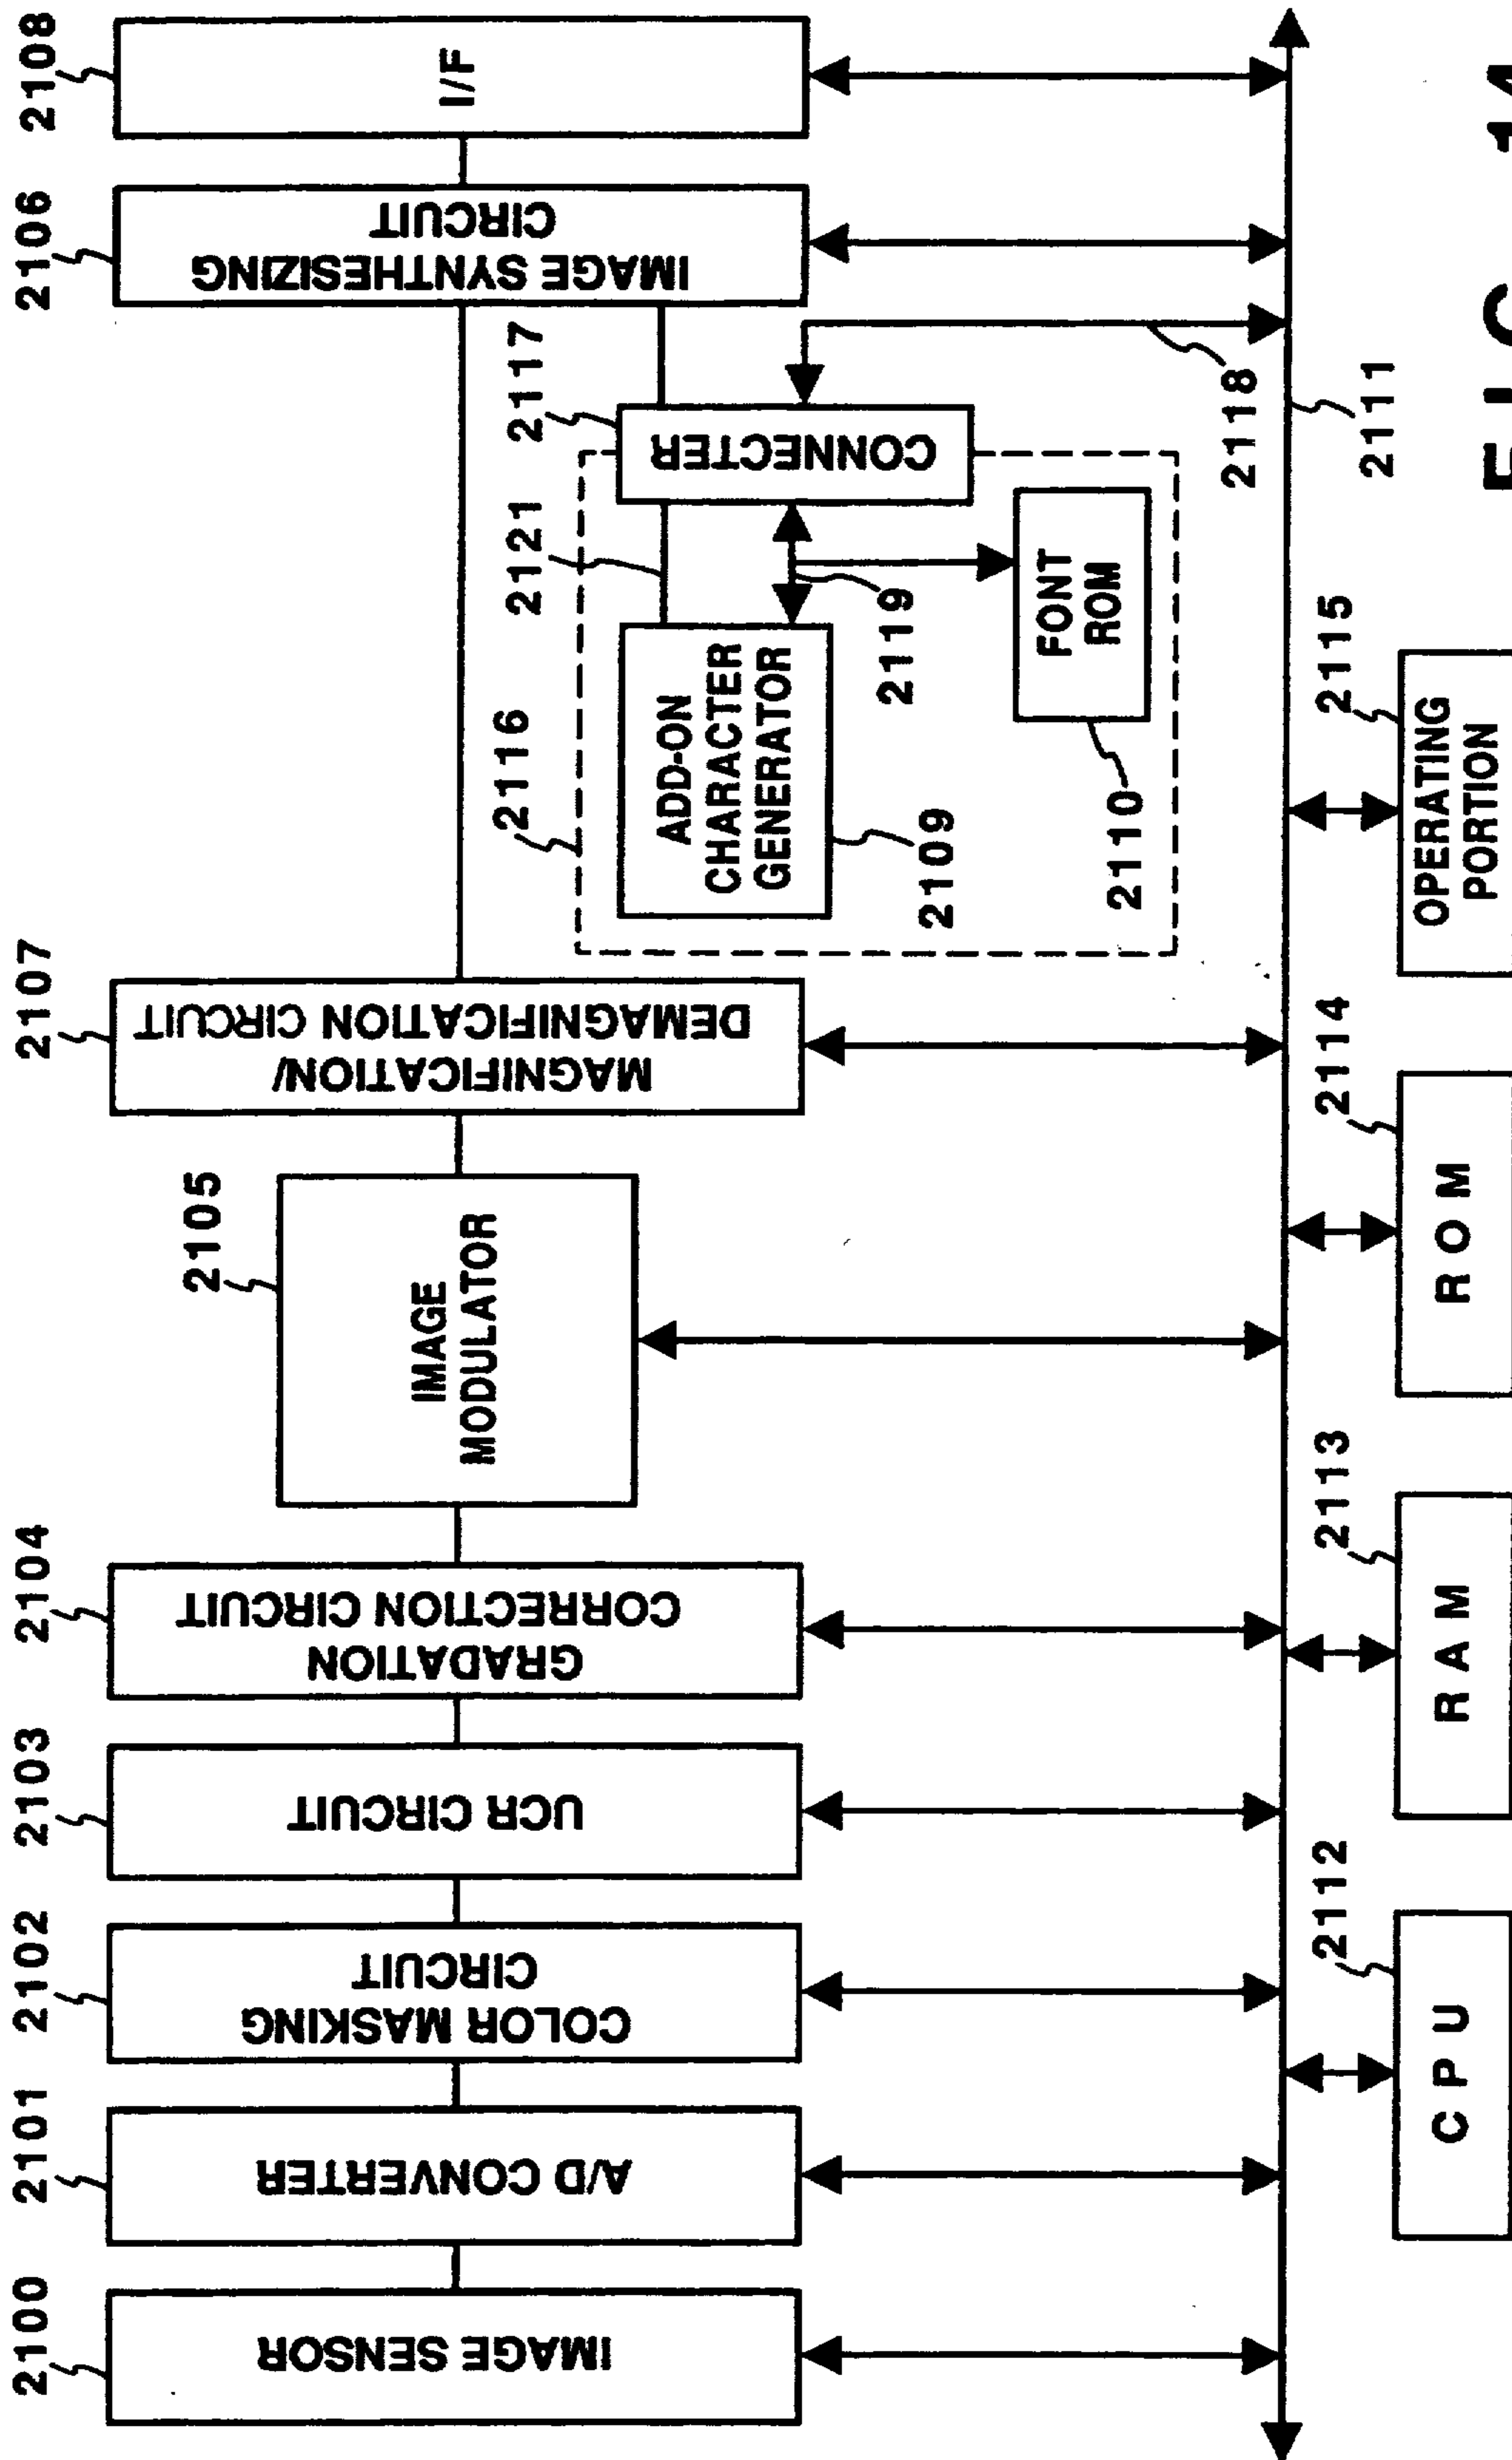 2100
IMAGE SENSOR
2101
A/D CONVERTER
2102
COLOR MASKING
CIRCUIT
2103
UCR CIRCUIT
2104
GRADATION
CORRECTION CIRCUIT
2105
IMAGE
MODULATOR
2107
MAGNIFICATION/
DEMAGNIFICATION CIRCUIT
2106
IMAGE SYNTHESIZING
CIRCUIT
2108
I/F
2116
2121
2117
CONNECTER
ADD-ON
CHARACTER
GENERATOR
2109
2119
FONT
ROM
2110
2118
2111
2112
CPU
2113
RAM
2114
ROM
2115
OPERATING
PORTION